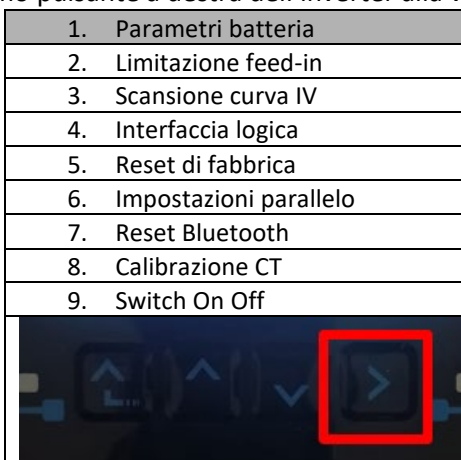 1. Parametri batteria
2. Limitazione feed-in
3. Scansione curva IV
4. Interfaccia logica
5. Reset di fabbrica
6. Impostazioni parallelo
7. Reset Bluetooth
8. Calibrazione CT
9. Switch On Off